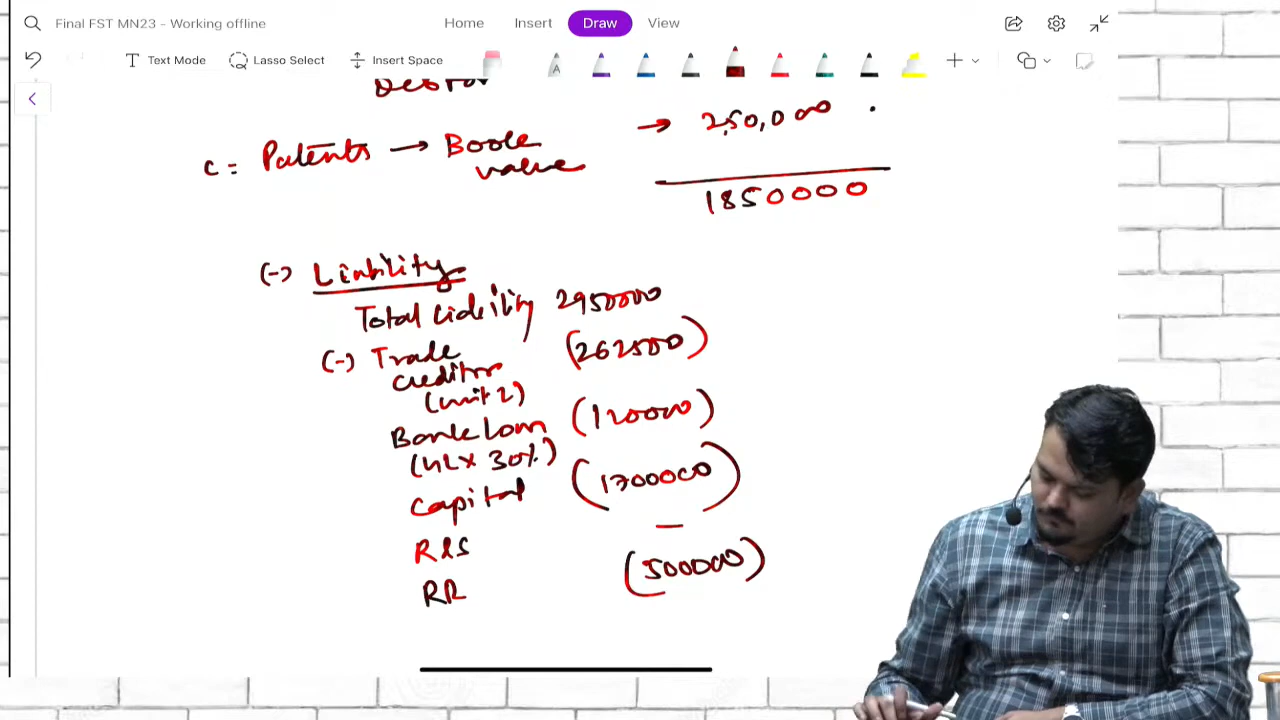 Final FST MN23 - Working offline
Home Insert Draw View
Text Mode Lasso Select Insert Space
Debtor
c = Patents → Book value → 250,000
1850000
(-) Liability
Total Liability 2950000
(-) Trade creditor (unit 2) (262500)
Bank Loan (4L x 30%) (120000)
Capital (1700000)
R&S —
RR (500000)